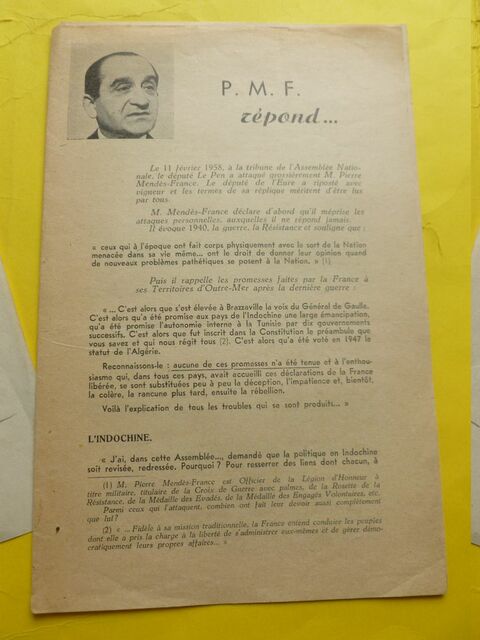 P. M. F.
répond...
Le 11 février 1958, à la tribune de l'Assemblée Natio-
nale, le député Le Pen a attaqué grossièrement M. Pierre
Mendès-France. Le député de l'Eure a riposté avec
vigueur et les termes de sa réplique méritent d'être lus
par tous.
M. Mendès-France déclare d'abord qu'il méprise les
attaques personnelles, auxquelles il ne répond jamais.
Il évoque 1940, la guerre, la Résistance et souligne que :
« ceux qui à l'époque ont fait corps physiquement avec le sort de la Nation
menacée dans sa vie même... ont le droit de donner leur opinion quand
de nouveaux problèmes pathétiques se posent à la Nation. » (1).
Puis il rappelle les promesses faites par la France à
ses Territoires d'Outre-Mer après la dernière guerre :
« ... C'est alors que s'est élevée à Brazzaville la voix du Général de Gaulle.
C'est alors qu'a été promise aux pays de l'Indochine une large émancipation,
qu'a été promise l'autonomie interne à la Tunisie par dix gouvernements
successifs. C'est alors que fut inscrit dans la Constitution le préambule que
vous savez et qui nous régit tous (2). C'est alors qu'a été voté en 1947 le
statut de l'Algérie.
Reconnaissons-le : aucune de ces promesses n'a été tenue et à l'enthou-
siasme qui, dans tous ces pays, avait accueilli ces déclarations de la France
libérée, se sont substituées peu à peu la déception, l'impatience et, bientôt,
la colère, la rancune plus tard, ensuite la rébellion.
Voilà l'explication de tous les troubles qui se sont produits... »
L'INDOCHINE.
« J'ai, dans cette Assemblée..., demandé que la politique en Indochine
soit revisée, redressée. Pourquoi ? Pour resserrer des liens dont chacun, à
(1) M. Pierre Mendès-France est Officier de la Légion d'Honneur à
titre militaire, titulaire de la Croix de Guerre avec palmes, de la Rosette de la
Résistance, de la Médaille des Evadés, de la Médaille des Engagés Volontaires, etc.
Parmi ceux qui l'attaquent, combien ont fait leur devoir aussi complètement
que lui?
(2) « ... Fidèle à sa mission traditionnelle, la France entend conduire les peuples
dont elle a pris la charge à la liberté de s'administrer eux-mêmes et de gérer démo-
cratiquement leurs propres affaires... »